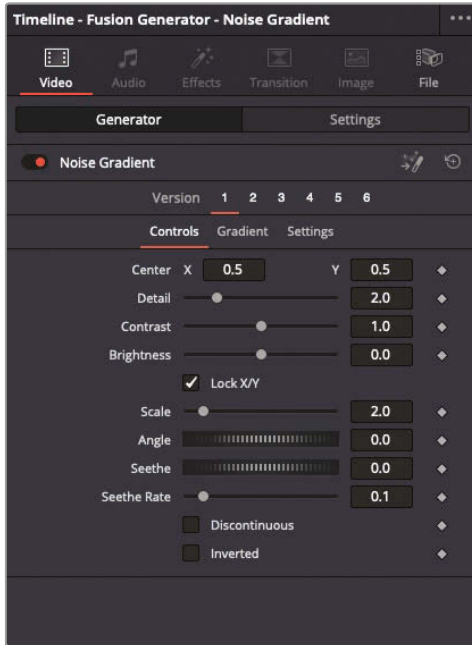 Timeline - Fusion Generator - Noise Gradient
Video Audio Effects Transition Image File
Generator Settings
Noise Gradient
Version 1 2 3 4 5 6
Controls Gradient Settings
Center X 0.5 Y 0.5
Detail 2.0
Contrast 1.0
Brightness 0.0
Lock X/Y
Scale 2.0
Angle 0.0
Seethe 0.0
Seethe Rate 0.1
Discontinuous
Inverted